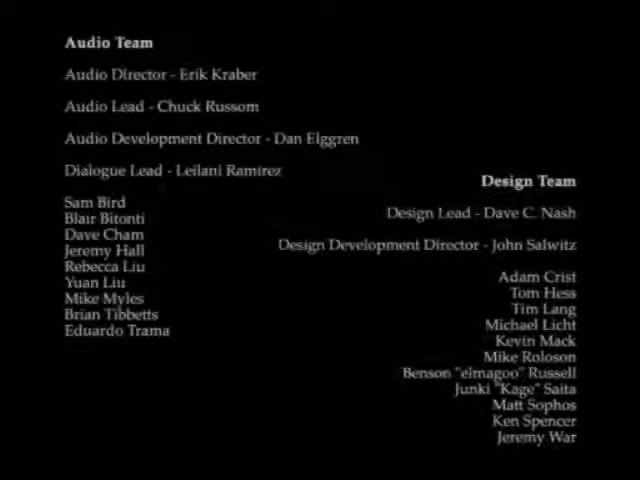 Audio Team
Audio Director - Erik Kraber
Audio Lead - Chuck Russom
Audio Development Director - Dan Elggren
Dialogue Lead - Leilani Ramirez
Sam Bird
Blair Bitonti
Dave Cham
Jeremy Hall
Rebecca Liu
Yuan Liu
Mike Myles
Brian Tibbetts
Eduardo Trama
Design Team
Design Lead - Dave C. Nash
Design Development Director - John Salwitz
Adam Crist
Tom Hess
Tim Lang
Michael Licht
Kevin Mack
Mike Roloson
Benson "elmagoo" Russell
Junki "Kage" Saita
Matt Sophos
Ken Spencer
Jeremy War